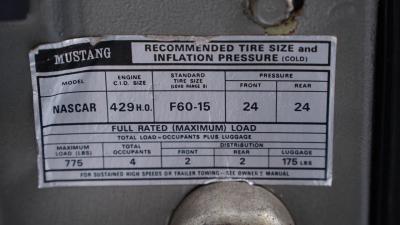 MUSTANG RECOMMENDED TIRE SIZE and
INFLATION PRESSURE (COLD)
MODEL ENGINE C.I.D. SIZE STANDARD TIRE SIZE (LOAD RANGE B) PRESSURE
FRONT REAR
NASCAR 429 H.O. F60-15 24 24
FULL RATED (MAXIMUM) LOAD
TOTAL LOAD—OCCUPANTS PLUS LUGGAGE
MAXIMUM LOAD (LBS) TOTAL OCCUPANTS DISTRIBUTION
FRONT REAR LUGGAGE
775 4 2 2 175 LBS
FOR SUSTAINED HIGH SPEEDS OR TRAILER TOWING—SEE OWNER'S MANUAL